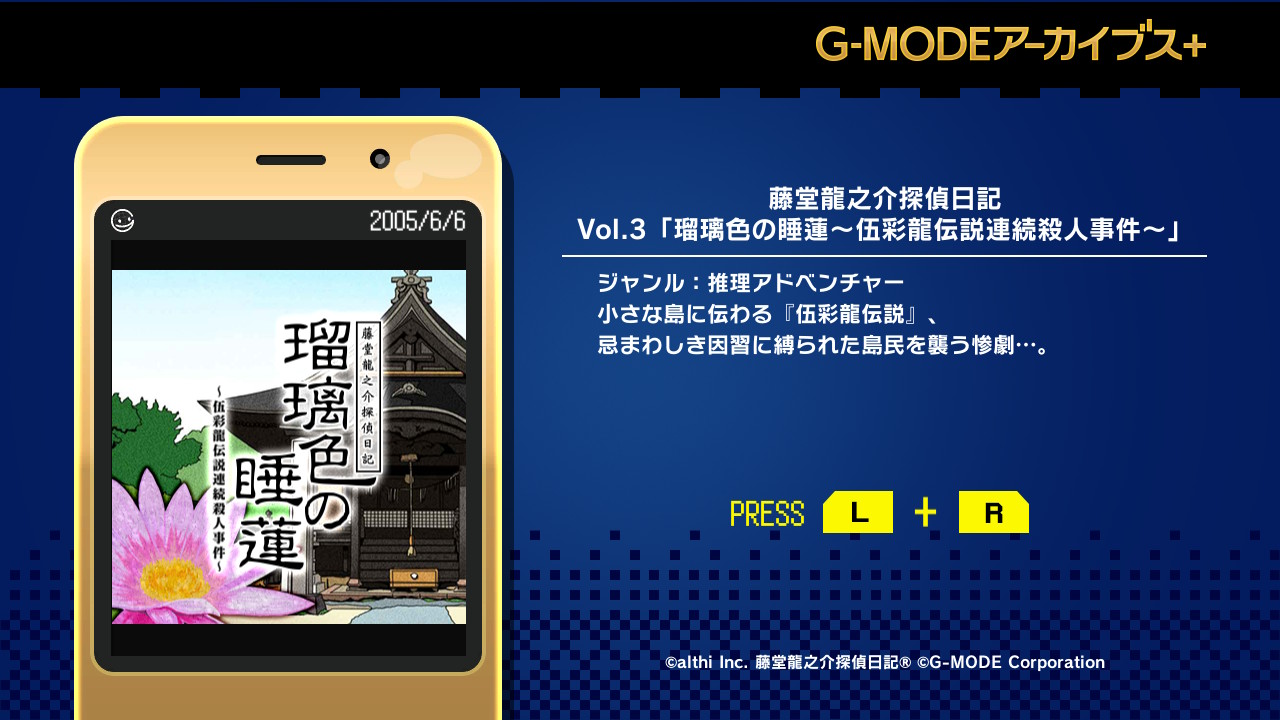 G-MODEアーカイブス+
2005/6/6
藤堂龍之介探偵日記
瑠璃色の
睡蓮
～伍彩龍伝説連続殺人事件～
藤堂龍之介探偵日記
Vol.3「瑠璃色の睡蓮～伍彩龍伝説連続殺人事件～」
ジャンル：推理アドベンチャー
小さな島に伝わる『伍彩龍伝説』、
忌まわしき因習に縛られた島民を襲う惨劇…。
PRESS L + R
©althi Inc. 藤堂龍之介探偵日記® ©G-MODE Corporation